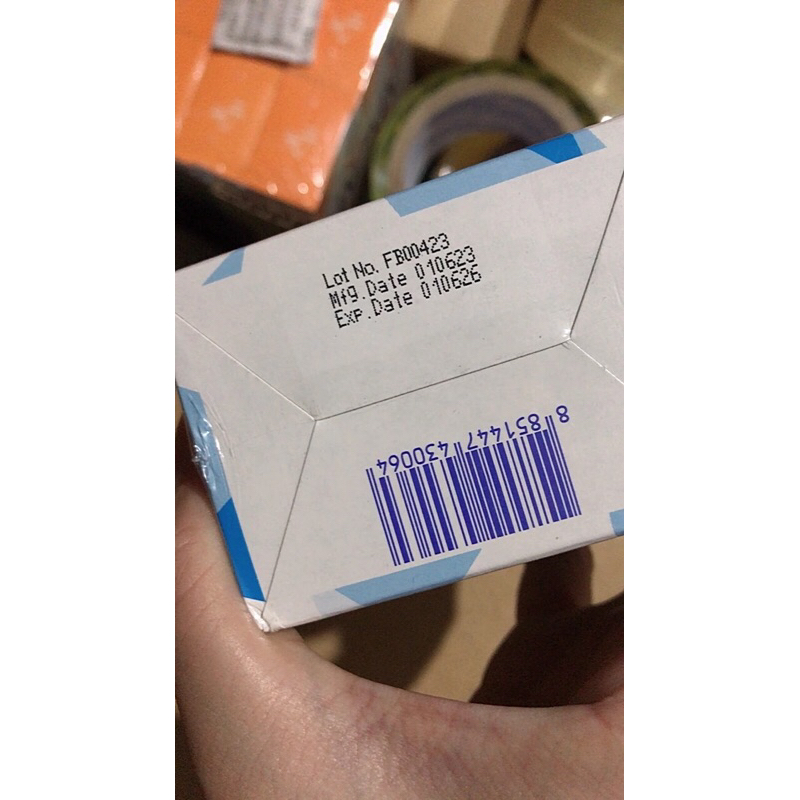 Lot No. FB00423
Mfg.Date 010623
Exp.Date 010626
8 851447 430064